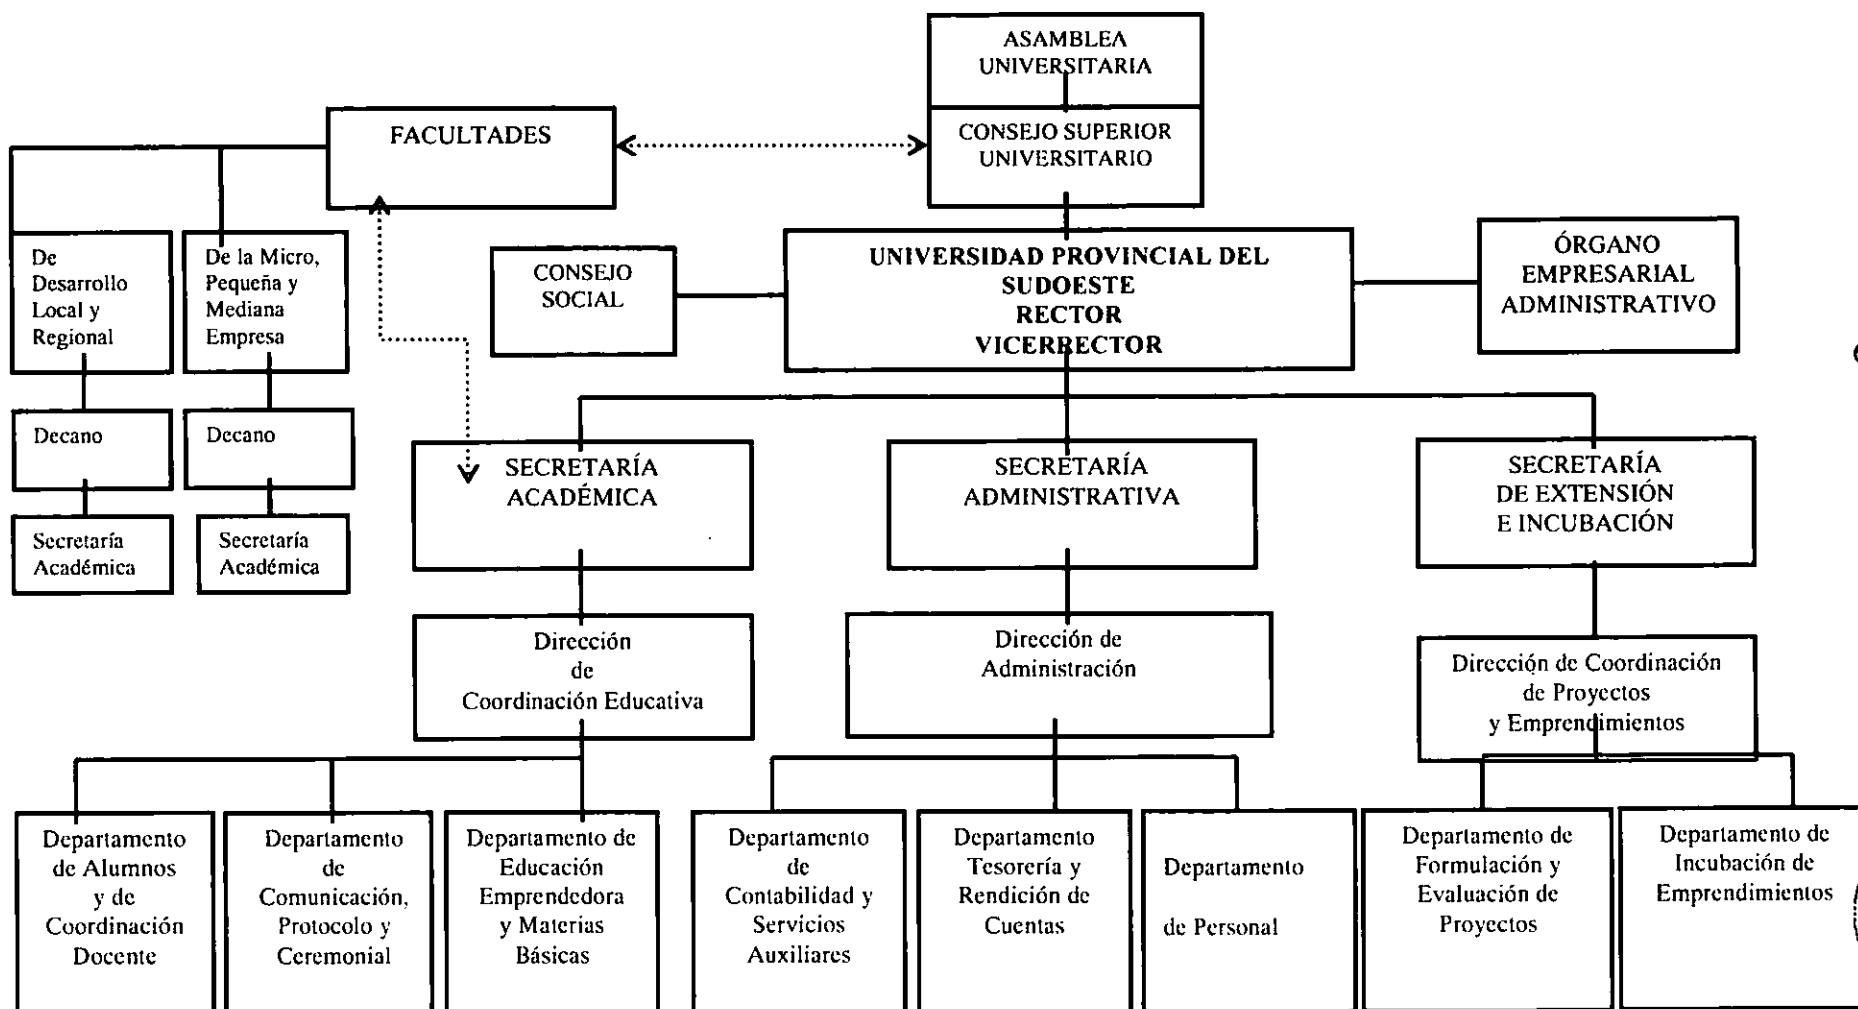 ASAMBLEA
UNIVERSITARIA
FACULTADES
CONSEJO SUPERIOR
UNIVERSITARIO
De
Desarrollo
Local y
Regional
De la Micro,
Pequeña y
Mediana
Empresa
CONSEJO
SOCIAL
UNIVERSIDAD PROVINCIAL DEL
SUDOESTE
RECTOR
VICERRECTOR
ÓRGANO
EMPRESARIAL
ADMINISTRATIVO
Decano
Decano
SECRETARÍA
ACADÉMICA
SECRETARÍA
ADMINISTRATIVA
SECRETARÍA
DE EXTENSIÓN
E INCUBACIÓN
Secretaría
Académica
Secretaría
Académica
Dirección
de
Coordinación Educativa
Dirección de
Administración
Dirección de Coordinación
de Proyectos
y Emprendimientos
Departamento
de Alumnos
y de
Coordinación
Docente
Departamento
de
Comunicación,
Protocolo y
Ceremonial
Departamento de
Educación
Emprendedora
y Materias
Básicas
Departamento
de
Contabilidad y
Servicios
Auxiliares
Departamento
Tesorería y
Rendición de
Cuentas
Departamento
de Personal
Departamento de
Formulación y
Evaluación de
Proyectos
Departamento de
Incubación de
Emprendimientos